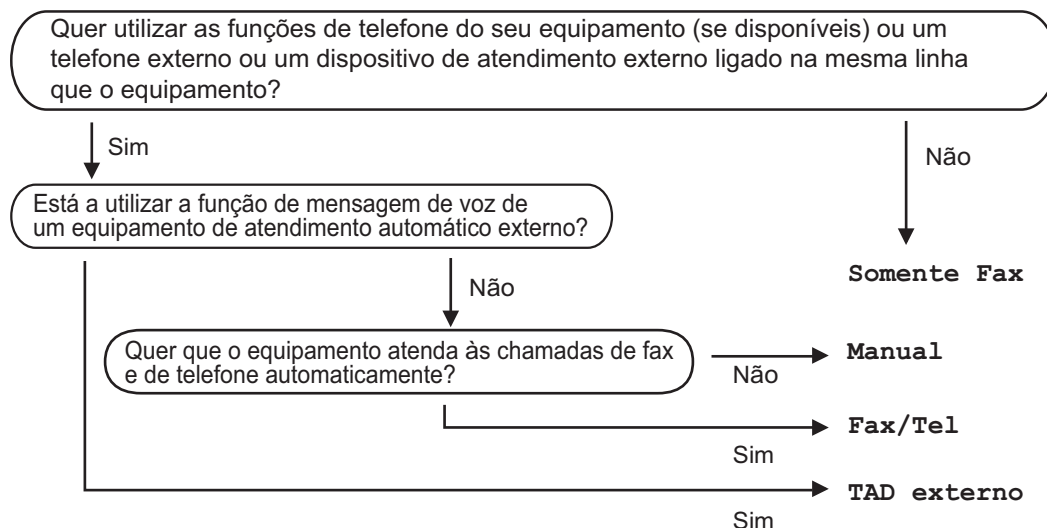 Quer utilizar as funções de telefone do seu equipamento (se disponíveis) ou um
telefone externo ou um dispositivo de atendimento externo ligado na mesma linha
que o equipamento?
Sim
Não
Está a utilizar a função de mensagem de voz de
um equipamento de atendimento automático externo?
Somente Fax
Não
Quer que o equipamento atenda às chamadas de fax
e de telefone automaticamente?
Não
Manual
Sim
Fax/Tel
Sim
TAD externo